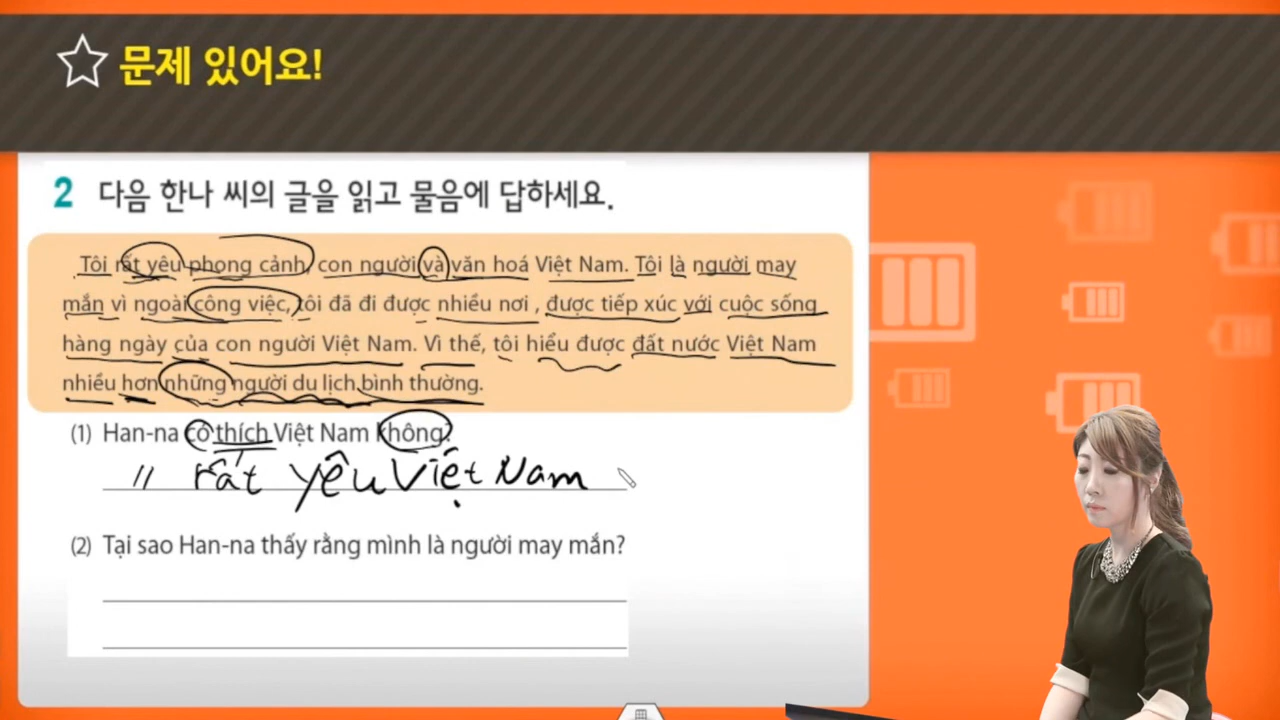 문제 있어요!
2 다음 한나 씨의 글을 읽고 물음에 답하세요.
Tôi rất yêu phong cảnh, con người và văn hoá Việt Nam. Tôi là người may
mắn vì ngoài công việc, tôi đã đi được nhiều nơi , được tiếp xúc với cuộc sống
hàng ngày của con người Việt Nam. Vì thế, tôi hiểu được đất nước Việt Nam
nhiều hơn những người du lịch bình thường.
(1) Han-na có thích Việt Nam không?
〃 rất yêu Việt Nam
(2) Tại sao Han-na thấy rằng mình là người may mắn?